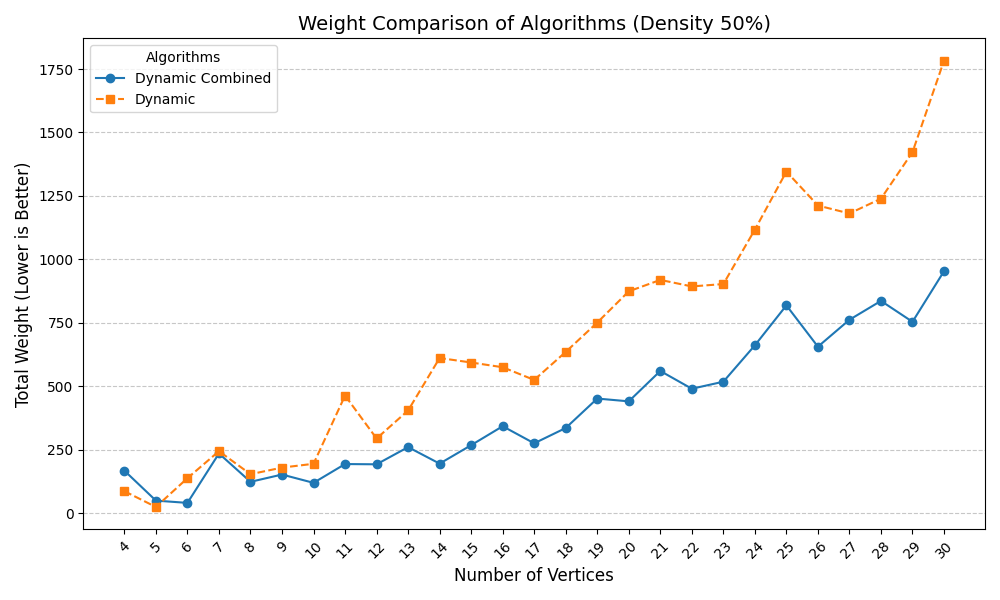 Weight Comparison of Algorithms (Density 50%)
Algorithms
Dynamic Combined
Dynamic
Total Weight (Lower is Better)
1750
1500
1250
1000
750
500
250
0
4 5 6 7 8 9 10 11 12 13 14 15 16 17 18 19 20 21 22 23 24 25 26 27 28 29 30
Number of Vertices